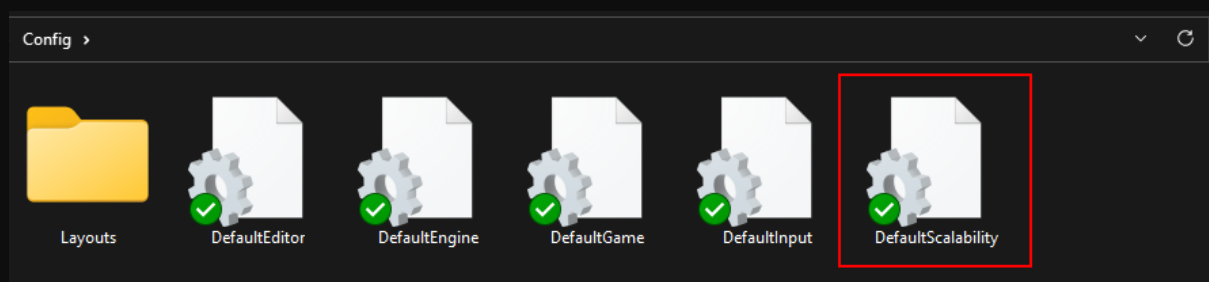 Config >
Layouts
DefaultEditor
DefaultEngine
DefaultGame
DefaultInput
DefaultScalability